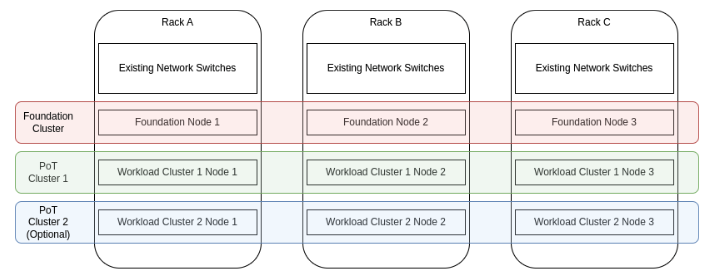 Rack A
Rack B
Rack C
Existing Network Switches
Existing Network Switches
Existing Network Switches
Foundation
Cluster
Foundation Node 1
Foundation Node 2
Foundation Node 3
PoT
Cluster 1
Workload Cluster 1 Node 1
Workload Cluster 1 Node 2
Workload Cluster 1 Node 3
PoT
Cluster 2
(Optional)
Workload Cluster 2 Node 1
Workload Cluster 2 Node 2
Workload Cluster 2 Node 3